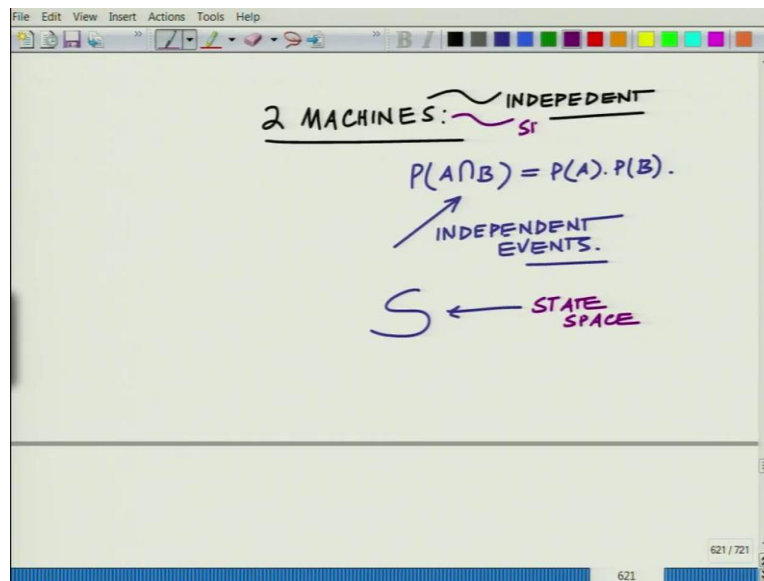 File Edit View Insert Actions Tools Help
» » B I
2 MACHINES: INDEPEDENT
ST
P(A∩B) = P(A). P(B).
INDEPENDENT
EVENTS.
S STATE
SPACE
621 / 721
621